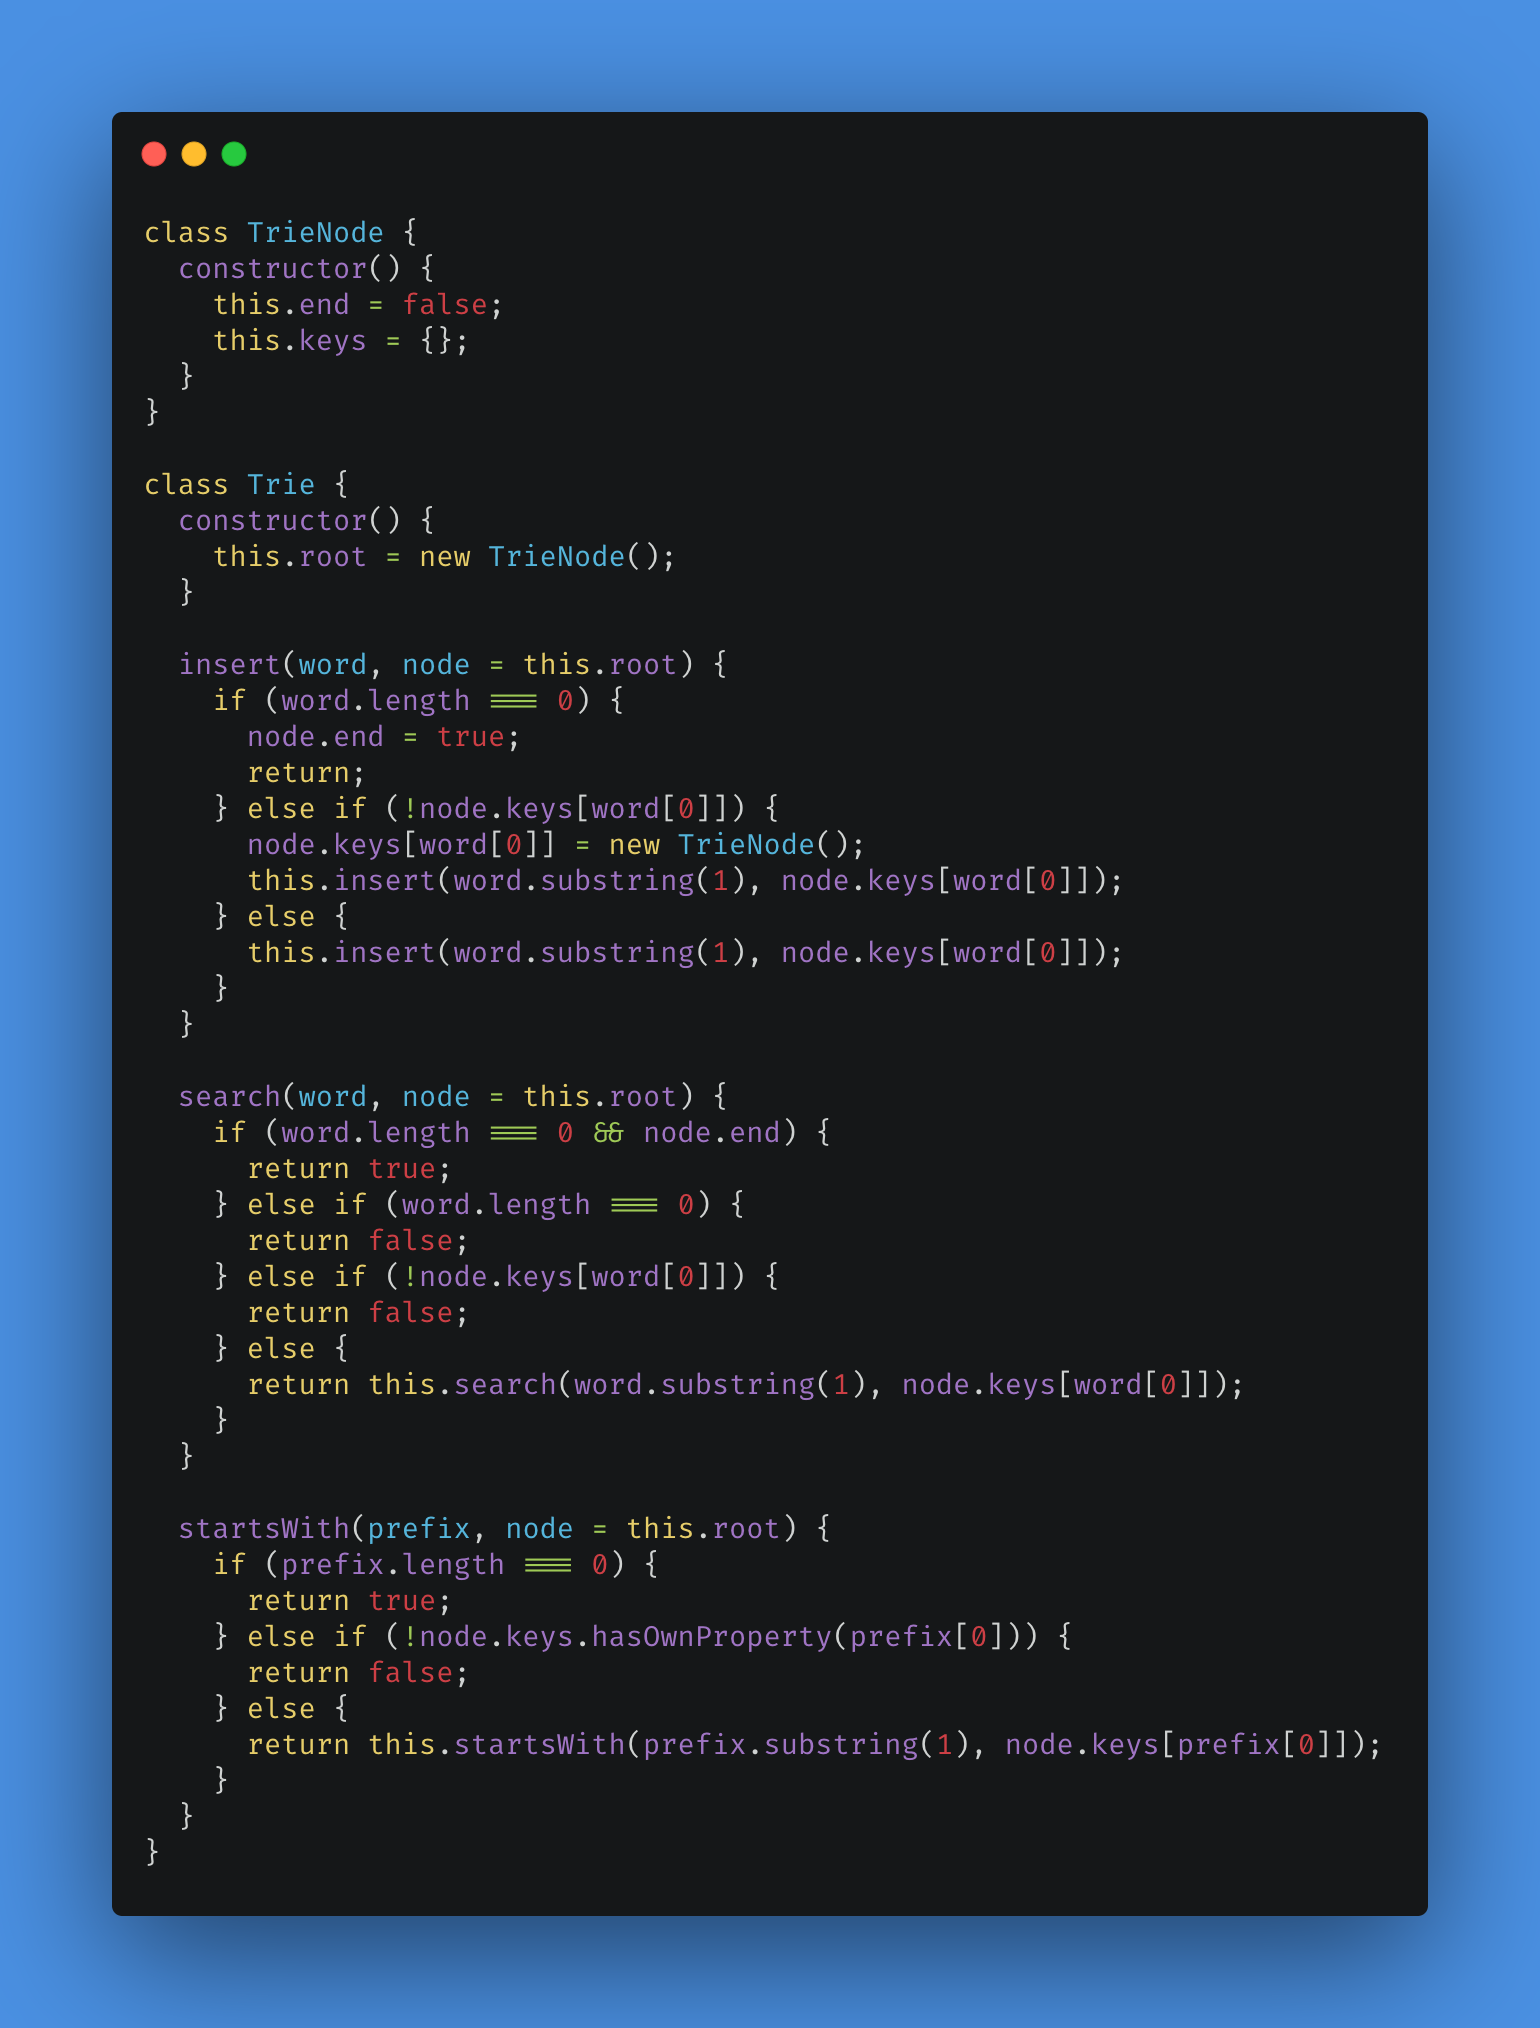 class TrieNode {
  constructor() {
    this.end = false;
    this.keys = {};
  }
}

class Trie {
  constructor() {
    this.root = new TrieNode();
  }

  insert(word, node = this.root) {
    if (word.length === 0) {
      node.end = true;
      return;
    } else if (!node.keys[word[0]]) {
      node.keys[word[0]] = new TrieNode();
      this.insert(word.substring(1), node.keys[word[0]]);
    } else {
      this.insert(word.substring(1), node.keys[word[0]]);
    }
  }

  search(word, node = this.root) {
    if (word.length === 0 && node.end) {
      return true;
    } else if (word.length === 0) {
      return false;
    } else if (!node.keys[word[0]]) {
      return false;
    } else {
      return this.search(word.substring(1), node.keys[word[0]]);
    }
  }

  startsWith(prefix, node = this.root) {
    if (prefix.length === 0) {
      return true;
    } else if (!node.keys.hasOwnProperty(prefix[0])) {
      return false;
    } else {
      return this.startsWith(prefix.substring(1), node.keys[prefix[0]]);
    }
  }
}